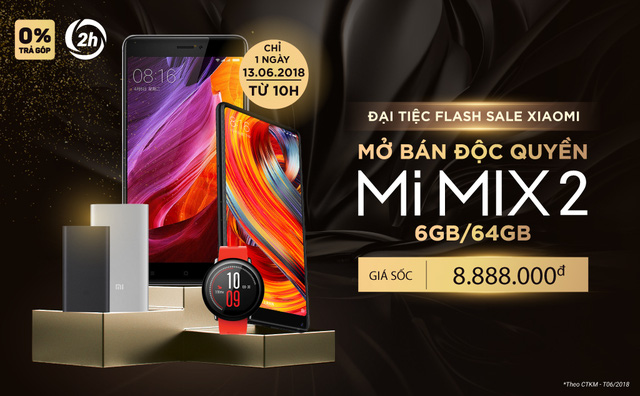 0%
TRẢ GÓP
2h
CHỈ
1 NGÀY
13.06.2018
TỪ 10H
08:16
ĐẠI TIỆC FLASH SALE XIAOMI
MỞ BÁN ĐỘC QUYỀN
Mi MIX 2
6GB/64GB
GIÁ SỐC
8.888.000đ
mi
10
09
*Theo CTKM - T06/2018